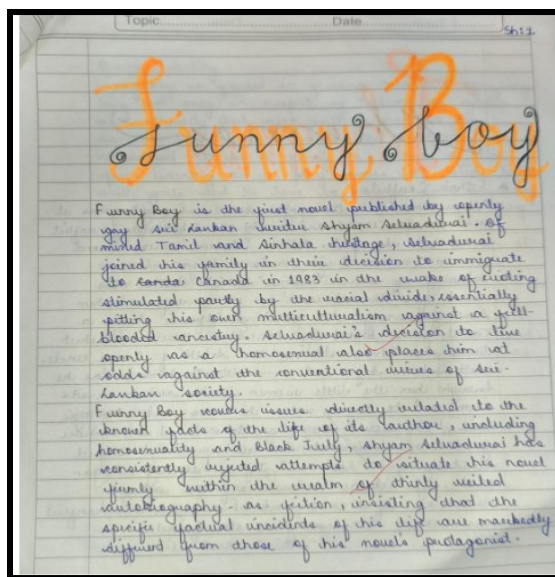 Topic............ Date............
Sh:1
Funny Boy
Funny Boy is the first novel published by openly
gay Sri Lankan writer Shyam Selvadurai. Of
mixed Tamil and Sinhala heritage, Selvadurai
joined his family in their decision to immigrate
to Canda Canada in 1983 in the wake of rioting
stimulated partly by the racial divide, essentially
pitting his own multiculturalism against a full-
blooded ancestry. Selvadurai's decision to live
openly as a homosexual also places him at
odds against the conventional mores of Sri-
Lankan society.
Funny Boy covers issues directly related to the
known facts of the life of its author, including
homosexuality and Black July, Shyam Selvadurai has
consistently rejected attempts to situate his novel
firmly within the realm of thinly veiled
autobiography. as fiction, insisting that the
specific factual incidents of his life are markedly
different from those of his novel's protagonist.